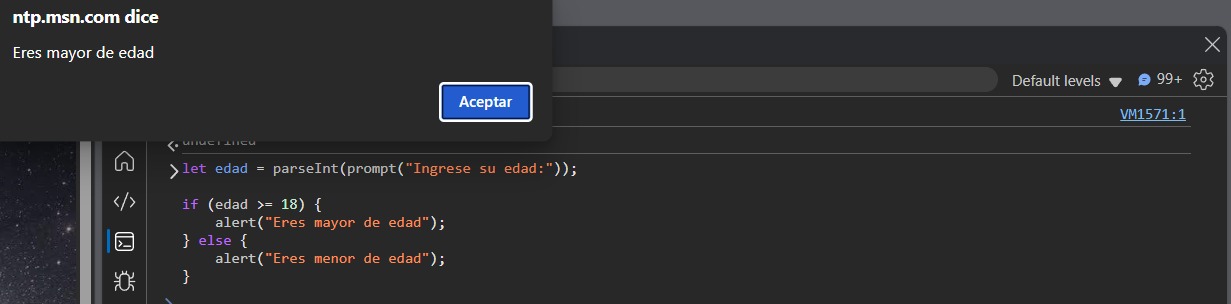 ntp.msn.com dice
Eres mayor de edad
Aceptar
Default levels 99+
VM1571:1
undefined
let edad = parseInt(prompt("Ingrese su edad:"));
if (edad >= 18) {
    alert("Eres mayor de edad");
} else {
    alert("Eres menor de edad");
}